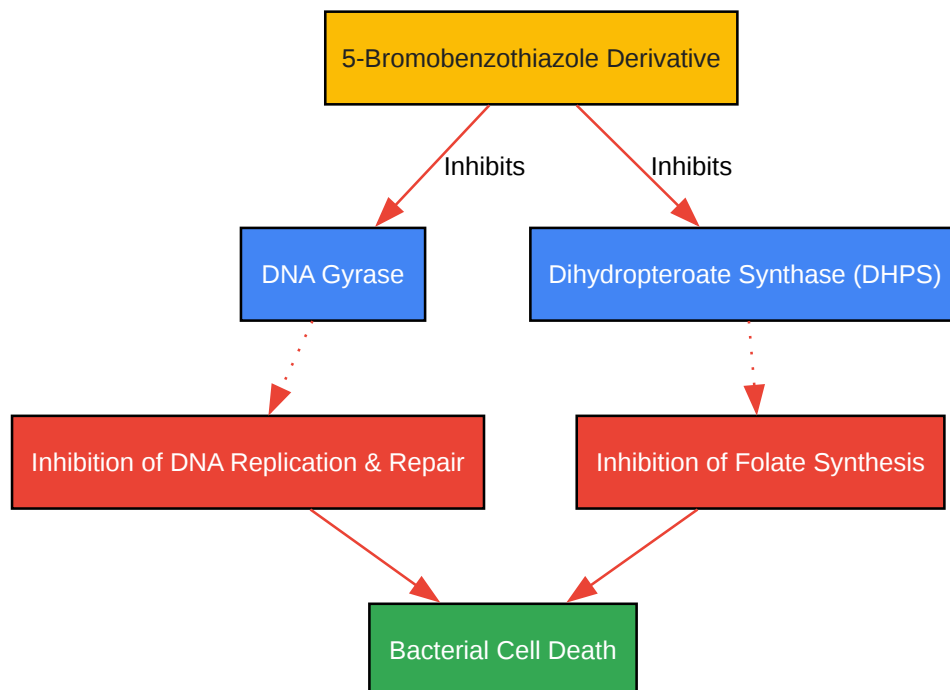 5-Bromobenzothiazole Derivative
Inhibits
Inhibits
DNA Gyrase
Dihydropteroate Synthase (DHPS)
Inhibition of DNA Replication & Repair
Inhibition of Folate Synthesis
Bacterial Cell Death